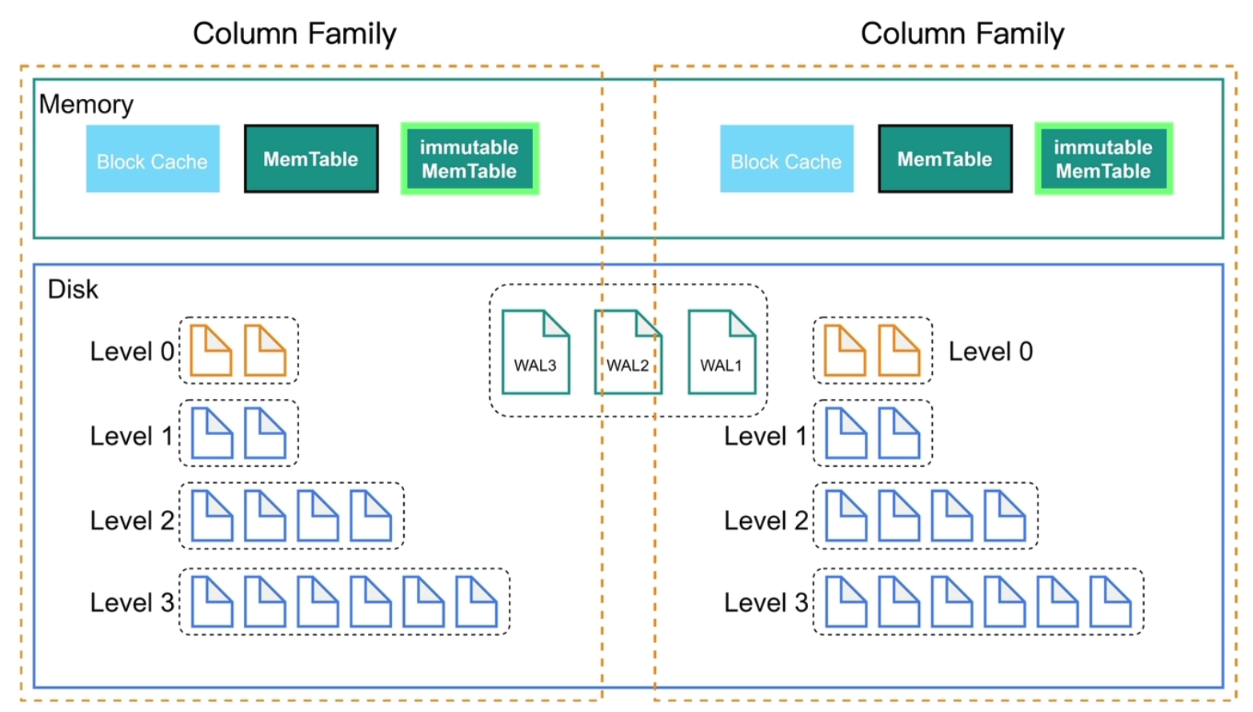 Column Family
Column Family
Memory
Block Cache
MemTable
immutable
MemTable
Block Cache
MemTable
immutable
MemTable
Disk
Level 0
WAL3
WAL2
WAL1
Level 0
Level 1
Level 1
Level 2
Level 2
Level 3
Level 3